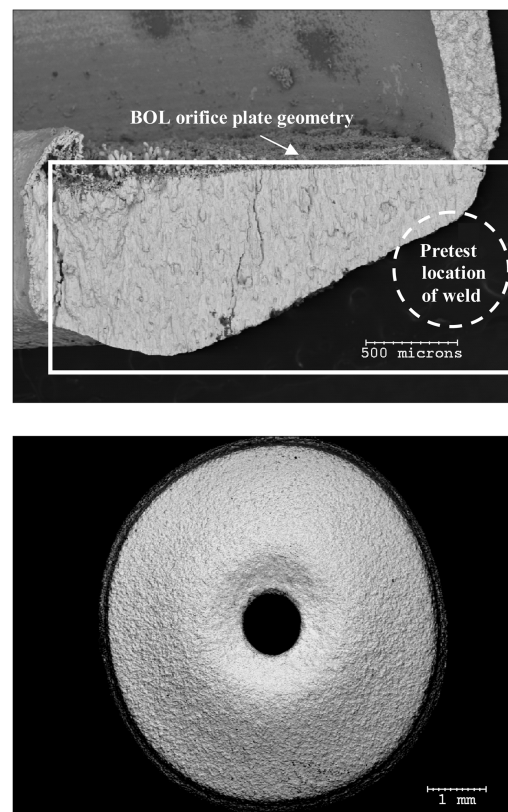 BOL orifice plate geometry
Pretest
location
of weld
500 microns
1 mm